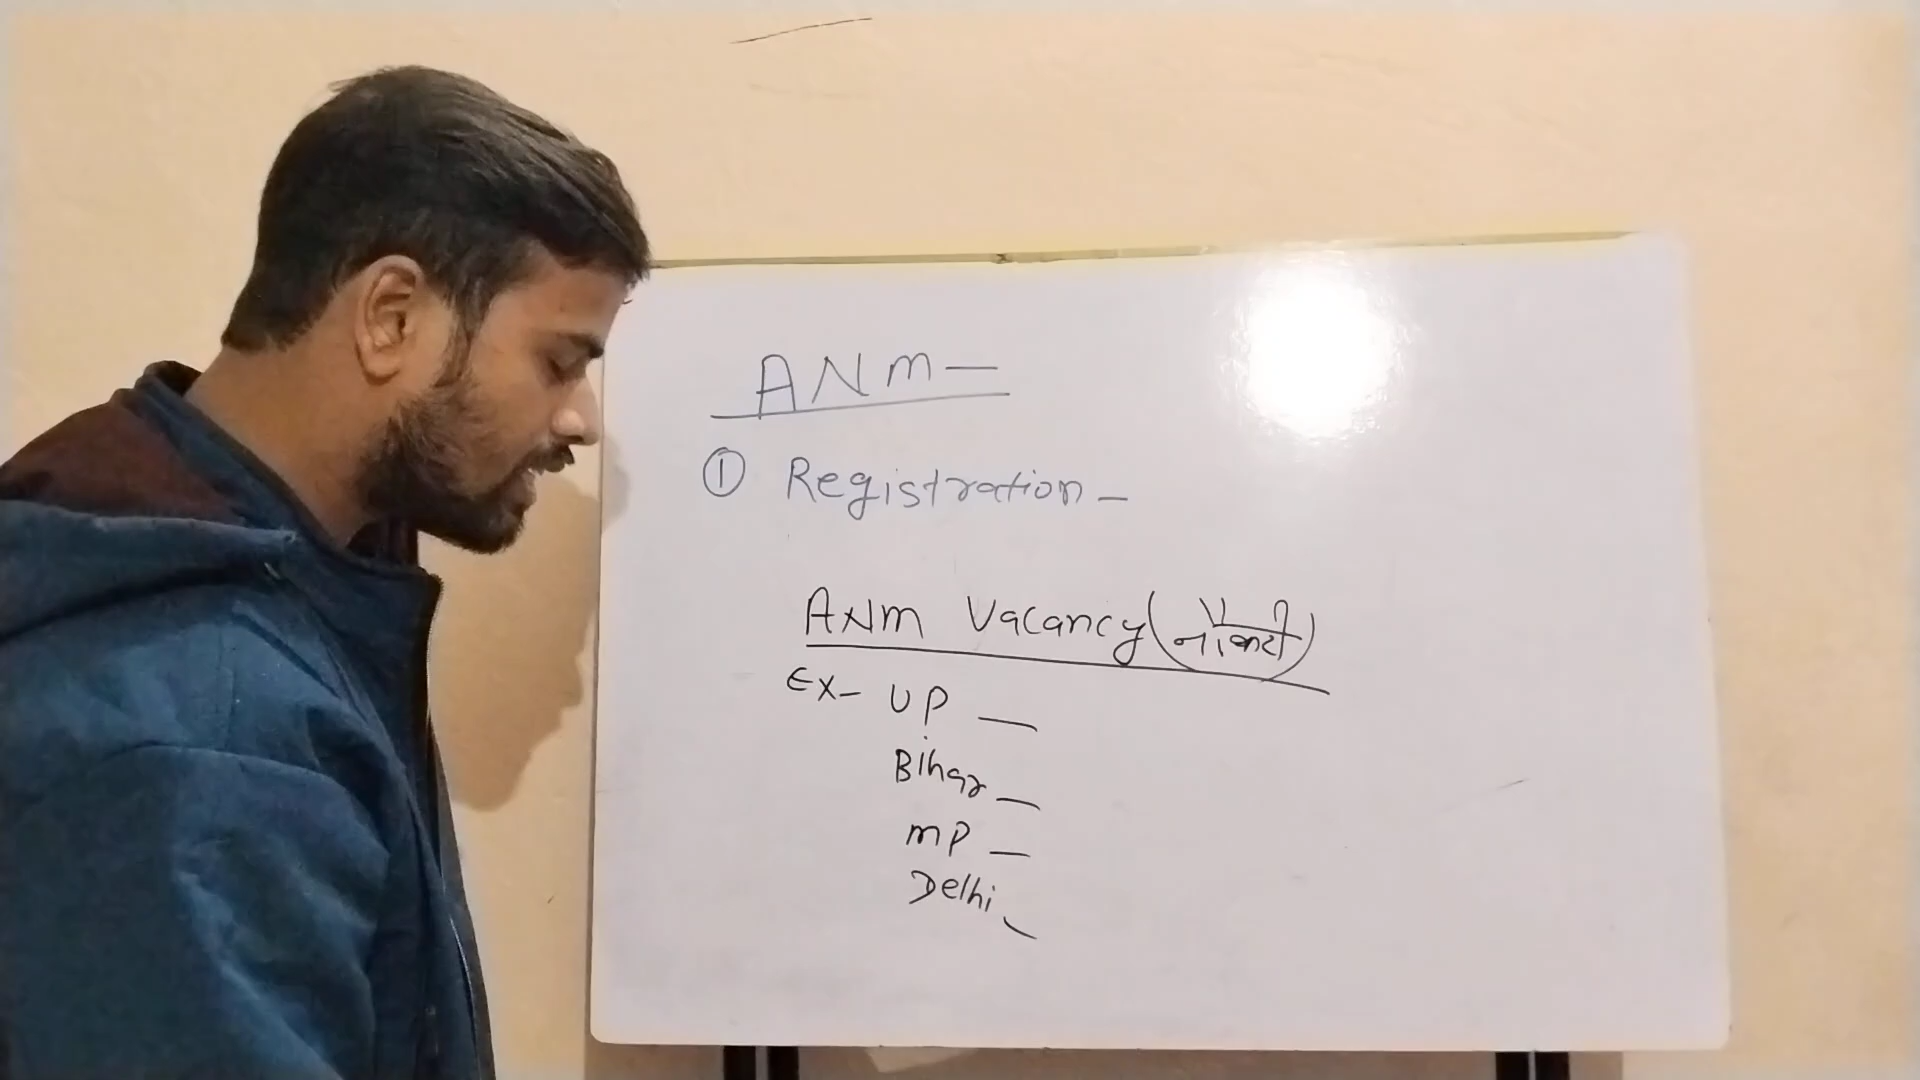 ANM —
① Registration —
ANM Vacancy (नौकरी)
Ex- UP —
Bihar —
MP —
Delhi —